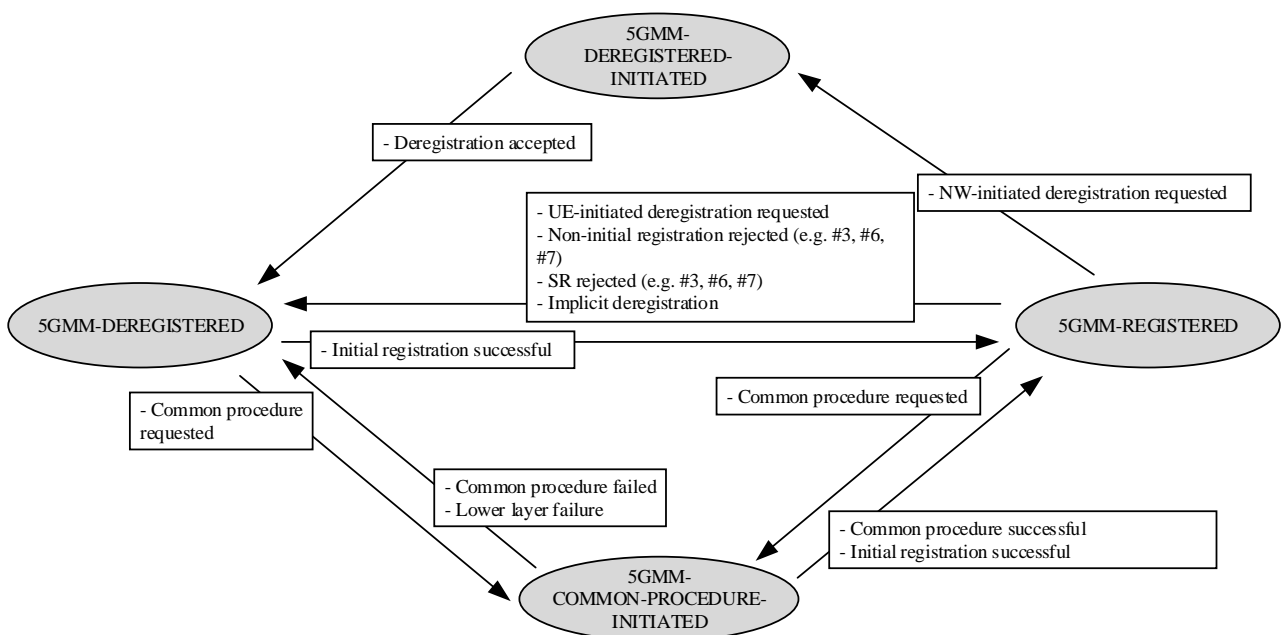 5GMM-
DEREGISTERED-
INITIATED
- Deregistration accepted
- NW-initiated deregistration requested
- UE-initiated deregistration requested
- Non-initial registration rejected (e.g. #3, #6,
#7)
- SR rejected (e.g. #3, #6, #7)
- Implicit deregistration
5GMM-DEREGISTERED
5GMM-REGISTERED
- Initial registration successful
- Common procedure
requested
- Common procedure requested
- Common procedure failed
- Lower layer failure
- Common procedure successful
- Initial registration successful
5GMM-
COMMON-PROCEDURE-
INITIATED